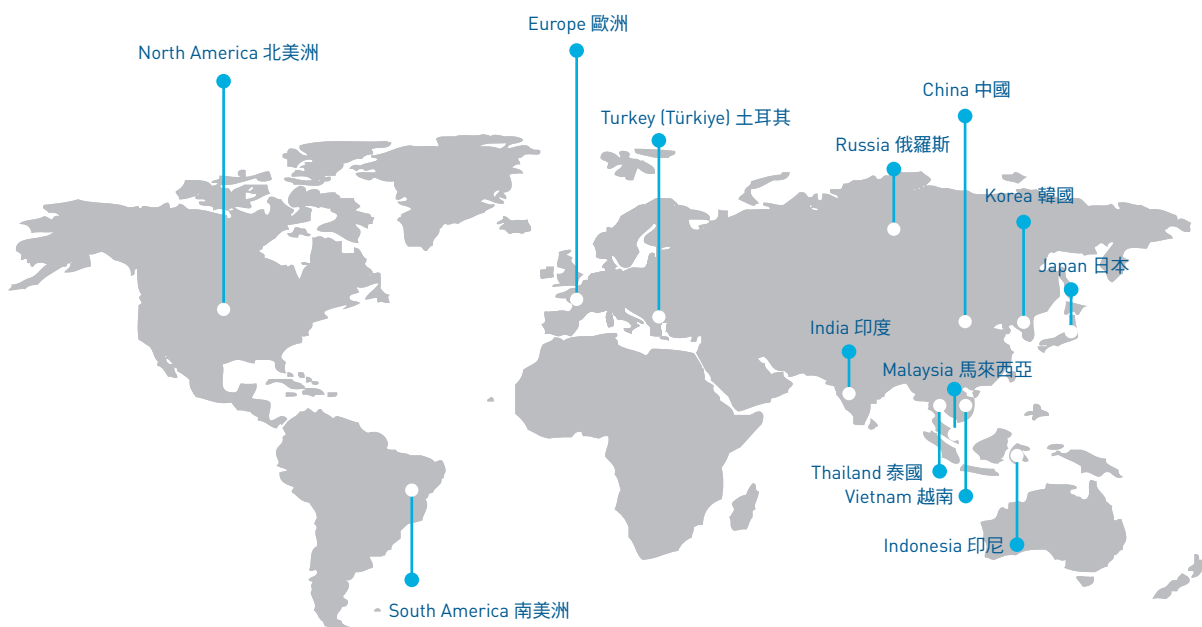 Europe 歐洲
North America 北美洲
China 中國
Turkey (Türkiye) 土耳其
Russia 俄羅斯
Korea 韓國
Japan 日本
India 印度
Malaysia 馬來西亞
Thailand 泰國
Vietnam 越南
Indonesia 印尼
South America 南美洲